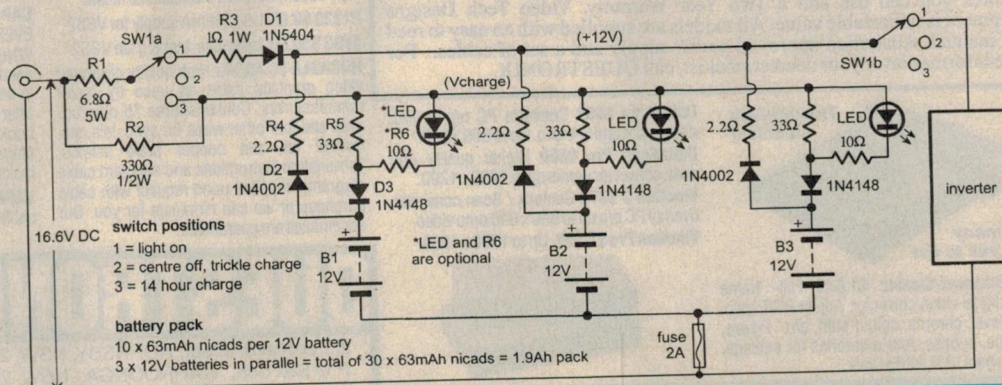 R3
1Ω 1W
D1
1N5404
SW1a
1
2
3
(+12V)
1
2
3
SW1b
R1
6.8Ω
5W
R2
330Ω
1/2W
(Vcharge)
R4
2.2Ω
R5
33Ω
*LED
*R6
10Ω
2.2Ω
33Ω
LED
10Ω
2.2Ω
33Ω
LED
10Ω
D2
1N4002
D3
1N4148
1N4002
1N4148
1N4002
1N4148
inverter
16.6V DC
switch positions
1 = light on
2 = centre off, trickle charge
3 = 14 hour charge
+
B1
12V
*LED and R6
are optional
+
B2
12V
+
B3
12V
battery pack
10 x 63mAh nicads per 12V battery
3 x 12V batteries in parallel = total of 30 x 63mAh nicads = 1.9Ah pack
fuse
2A